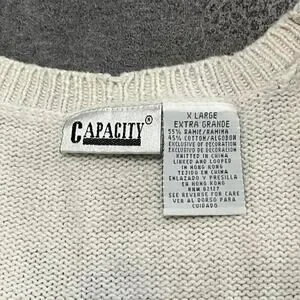 CAPACITY®
X LARGE
EXTRA GRANDE
55% RAMIE/RAMINA
45% COTTON/ALGODON
EXCLUSIVE OF DECORATION
EXCLUSIVO DE DECORACION
KNITTED IN CHINA
LINKED AND LOOPED
IN HONG KONG
TEJIDO EN CHINA
ENLAZADO Y PRESILLA
EN HONG KONG
RNN 82127
SEE REVERSE FOR CARE
VER AL DORSO PARA
CUIDADO